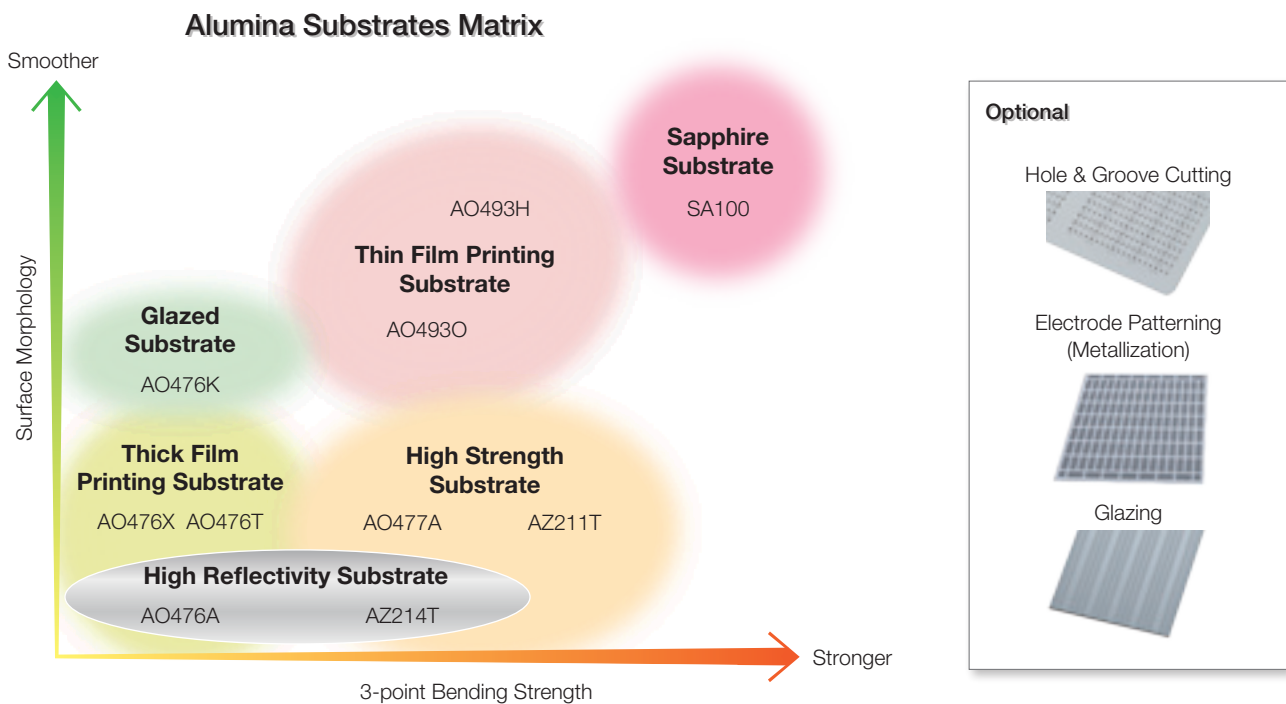 Alumina Substrates Matrix
Smoother
Surface Morphology
Sapphire
Substrate
SA100
AO493H
Thin Film Printing
Substrate
AO493O
Glazed
Substrate
AO476K
Thick Film
Printing Substrate
AO476X AO476T
High Strength
Substrate
AO477A AZ211T
High Reflectivity Substrate
AO476A AZ214T
Stronger
3-point Bending Strength
Optional
Hole & Groove Cutting
Electrode Patterning
(Metallization)
Glazing